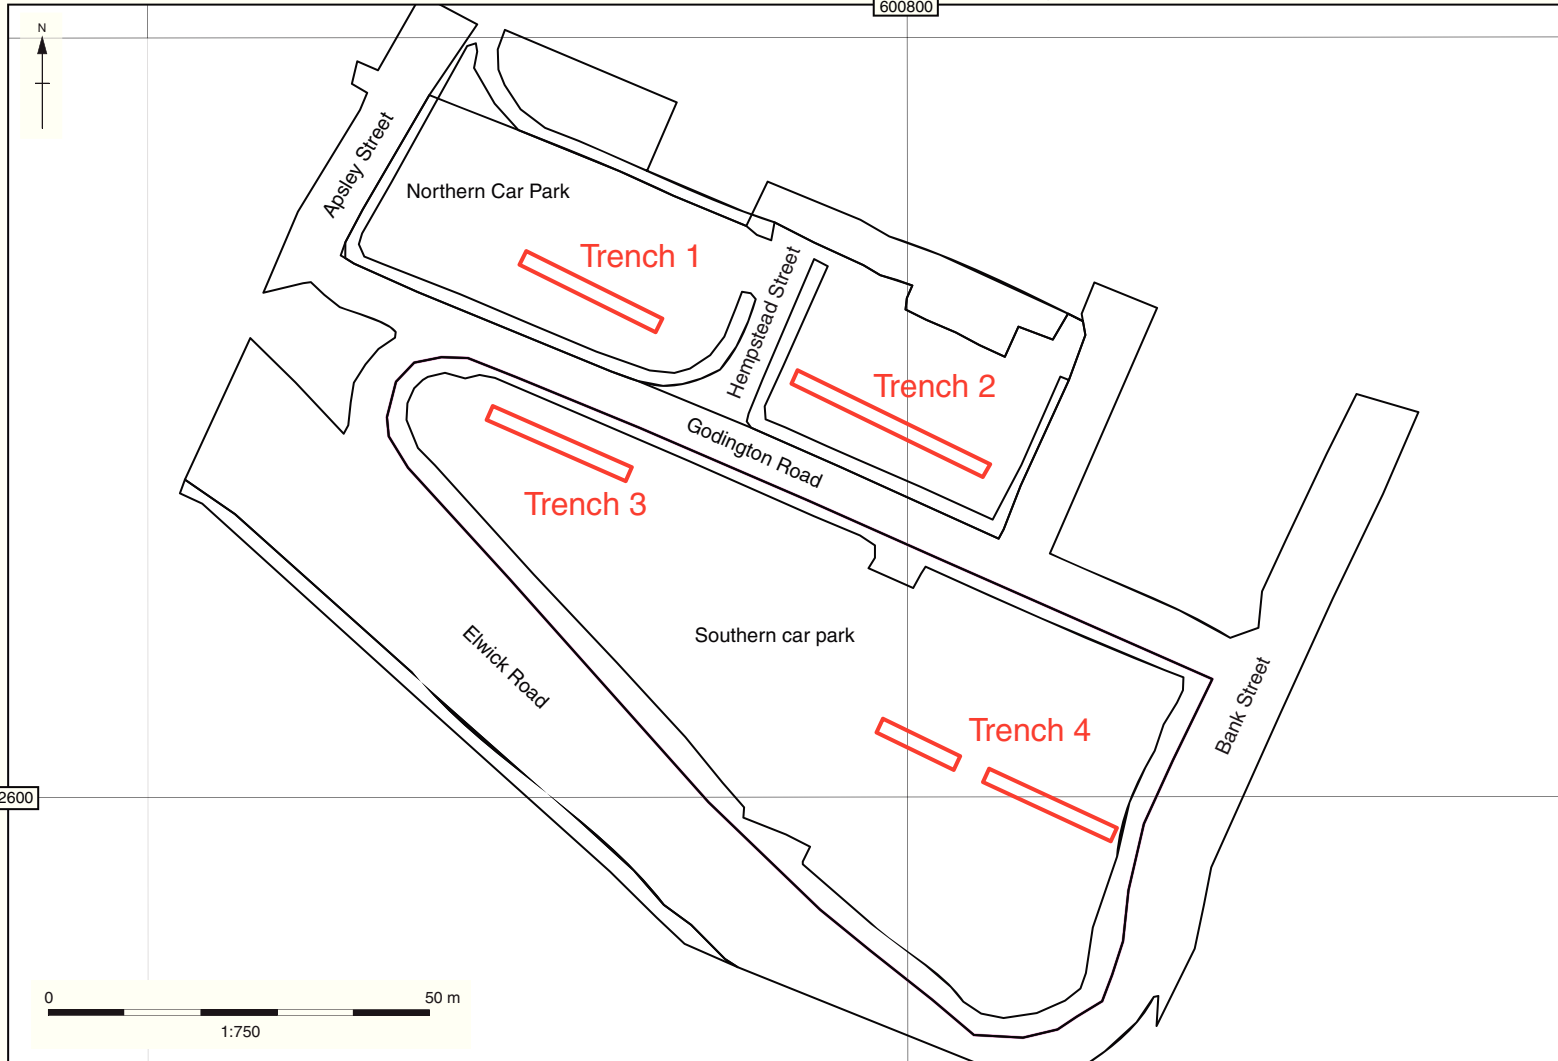 600800
N
Apsley Street
Northern Car Park
Trench 1
Hempstead Street
Trench 2
Godington Road
Trench 3
Southern car park
Elwick Road
Bank Street
Trench 4
2600
0 50 m
1:750